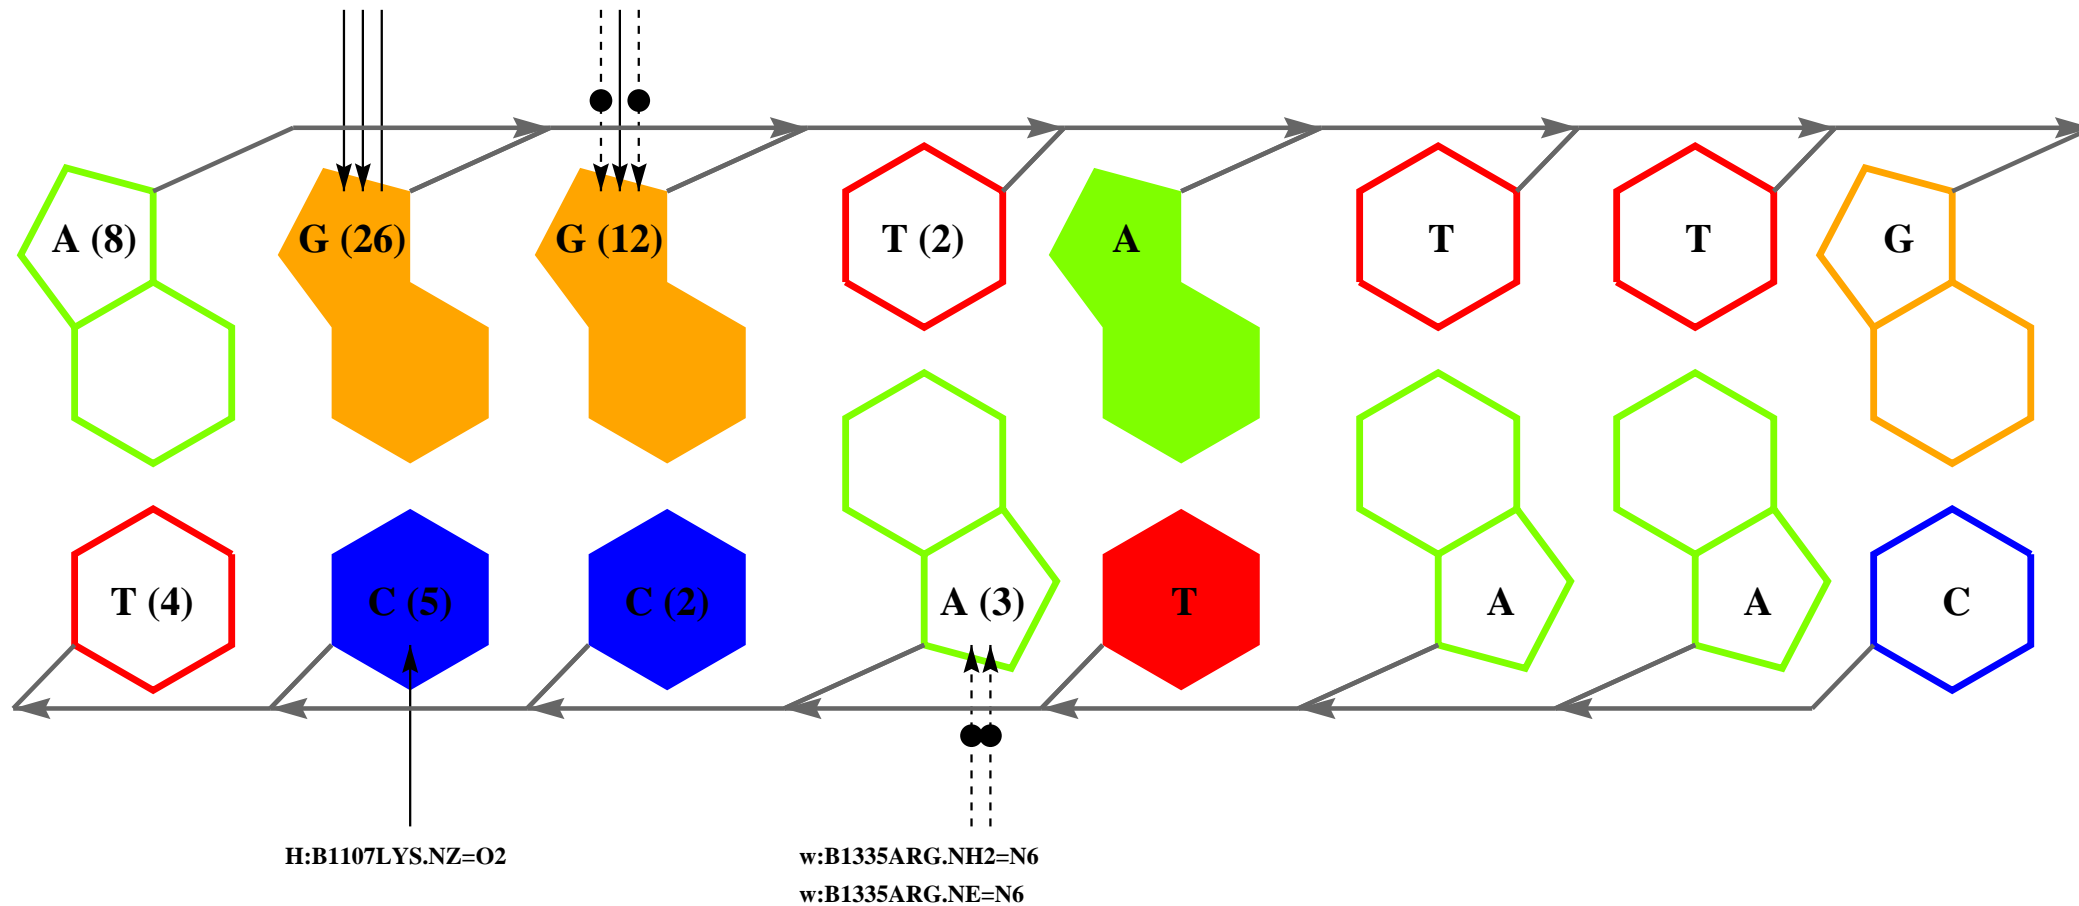 A (8) G (26) G (12) T (2) A T T G
T (4) C (5) C (2) A (3) T A A C
H:B1107LYS.NZ=O2 w:B1335ARG.NH2=N6
w:B1335ARG.NE=N6